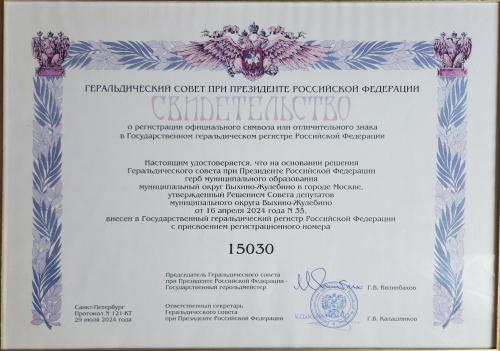 ГЕРАЛЬДИЧЕСКИЙ СОВЕТ ПРИ ПРЕЗИДЕНТЕ РОССИЙСКОЙ ФЕДЕРАЦИИ
СВИДЕТЕЛЬСТВО
о регистрации официального символа или отличительного знака
в Государственном геральдическом регистре Российской Федерации
Настоящим удостоверяется, что на основании решения
Геральдического совета при Президенте Российской Федерации
герб муниципального образования
муниципальный округ Выхино-Жулебино в городе Москве,
утвержденный Решением Совета депутатов
муниципального округа Выхино-Жулебино
от 16 апреля 2024 года N 35,
внесен в Государственный геральдический регистр Российской Федерации
с присвоением регистрационного номера
15030
Председатель Геральдического совета
при Президенте Российской Федерации -
Государственный герольдмейстер
Г.В. Вилинбахов
Санкт-Петербург
Протокол N 121-КТ
29 июля 2024 года
Ответственный секретарь
Геральдического совета
при Президенте Российской Федерации
Г.В. Калашников